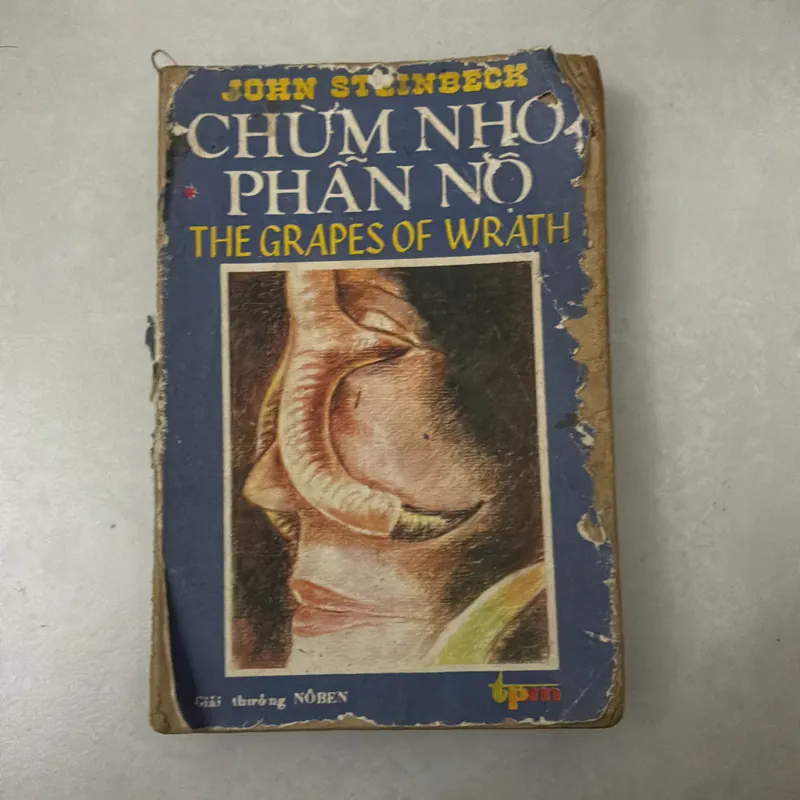 JOHN STEINBECK
CHÙM NHO
PHẪN NỘ
THE GRAPES OF WRATH
Giải thưởng NÔBEN
tpm